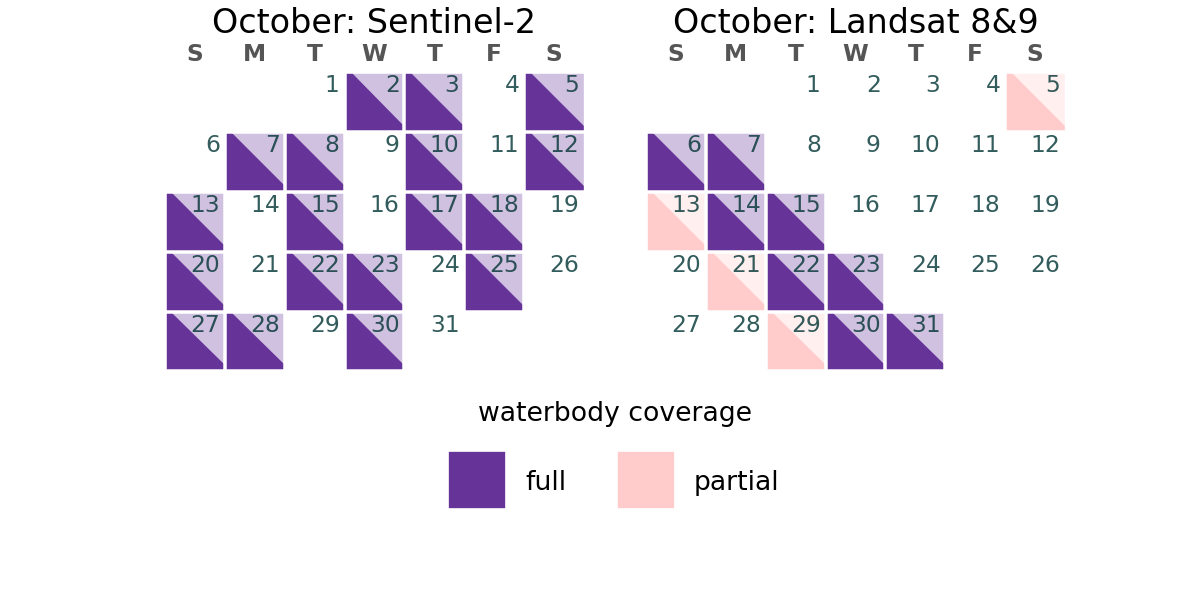 October: Sentinel-2
S M T W T F S
1 2 3 4 5
6 7 8 9 10 11 12
13 14 15 16 17 18 19
20 21 22 23 24 25 26
27 28 29 30 31
October: Landsat 8&9
S M T W T F S
1 2 3 4 5
6 7 8 9 10 11 12
13 14 15 16 17 18 19
20 21 22 23 24 25 26
27 28 29 30 31
waterbody coverage
full partial